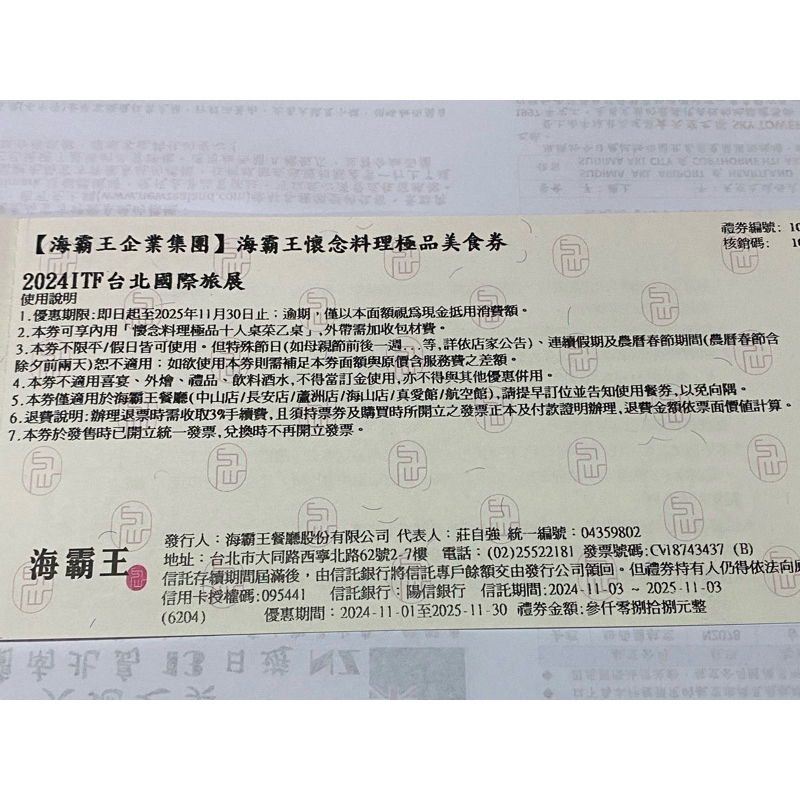 【海霸王企業集團】海霸王懷念料理極品美食券
禮券編號: 10
核銷碼: 10
2024ITF台北國際旅展
使用說明
1.優惠期限:即日起至2025年11月30日止;逾期,僅以本面額視為現金抵用消費額。
2.本券可享內用「懷念料理極品十人桌菜乙桌」,外帶需加收包材費。
3.本券不限平/假日皆可使用。但特殊節日(如母親節前後一週...等,詳依店家公告)、連續假期及農曆春節期間(農曆春節含
除夕前兩天)恕不適用;如欲使用本券則需補足本券面額與原價含服務費之差額。
4.本券不適用喜宴、外燴、禮品、飲料酒水,不得當訂金使用,亦不得與其他優惠併用。
5.本券僅適用於海霸王餐廳(中山店/長安店/蘆洲店/海山店/真愛館/航空館),請提早訂位並告知使用餐券,以免向隅。
6.退費說明:辦理退票時需收取3%手續費,且須持票券及購買時所開立之發票正本及付款證明辦理,退費金額依票面價值計算。
7.本券於發售時已開立統一發票,兌換時不再開立發票。
海霸王
發行人:海霸王餐廳股份有限公司 代表人:莊自強 統一編號:04359802
地址:台北市大同路西寧北路62號2-7樓 電話:(02)25522181 發票號碼:CV18743437 (B)
信託存續期間屆滿後,由信託銀行將信託專戶餘額交由發行公司領回。但禮券持有人仍得依法向
信用卡授權碼:095441 信託銀行:陽信銀行 信託期間:2024-11-03 ~ 2025-11-03
(6204) 優惠期間:2024-11-01至2025-11-30 禮券金額:參仟零捌拾捌元整